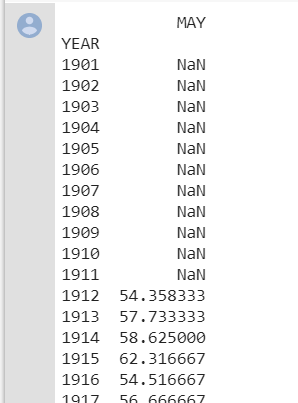 MAY
YEAR
1901 NaN
1902 NaN
1903 NaN
1904 NaN
1905 NaN
1906 NaN
1907 NaN
1908 NaN
1909 NaN
1910 NaN
1911 NaN
1912 54.358333
1913 57.733333
1914 58.625000
1915 62.316667
1916 54.516667
1917 56.666667